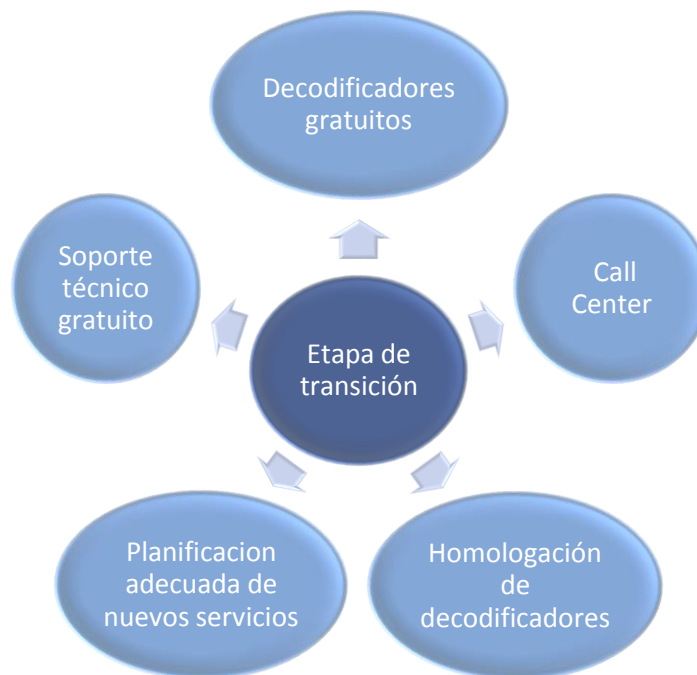 Decodificadores
gratuitos
Soporte
técnico
gratuito
Call
Center
Etapa de
transición
Planificacion
adecuada de
nuevos servicios
Homologación
de
decodificadores